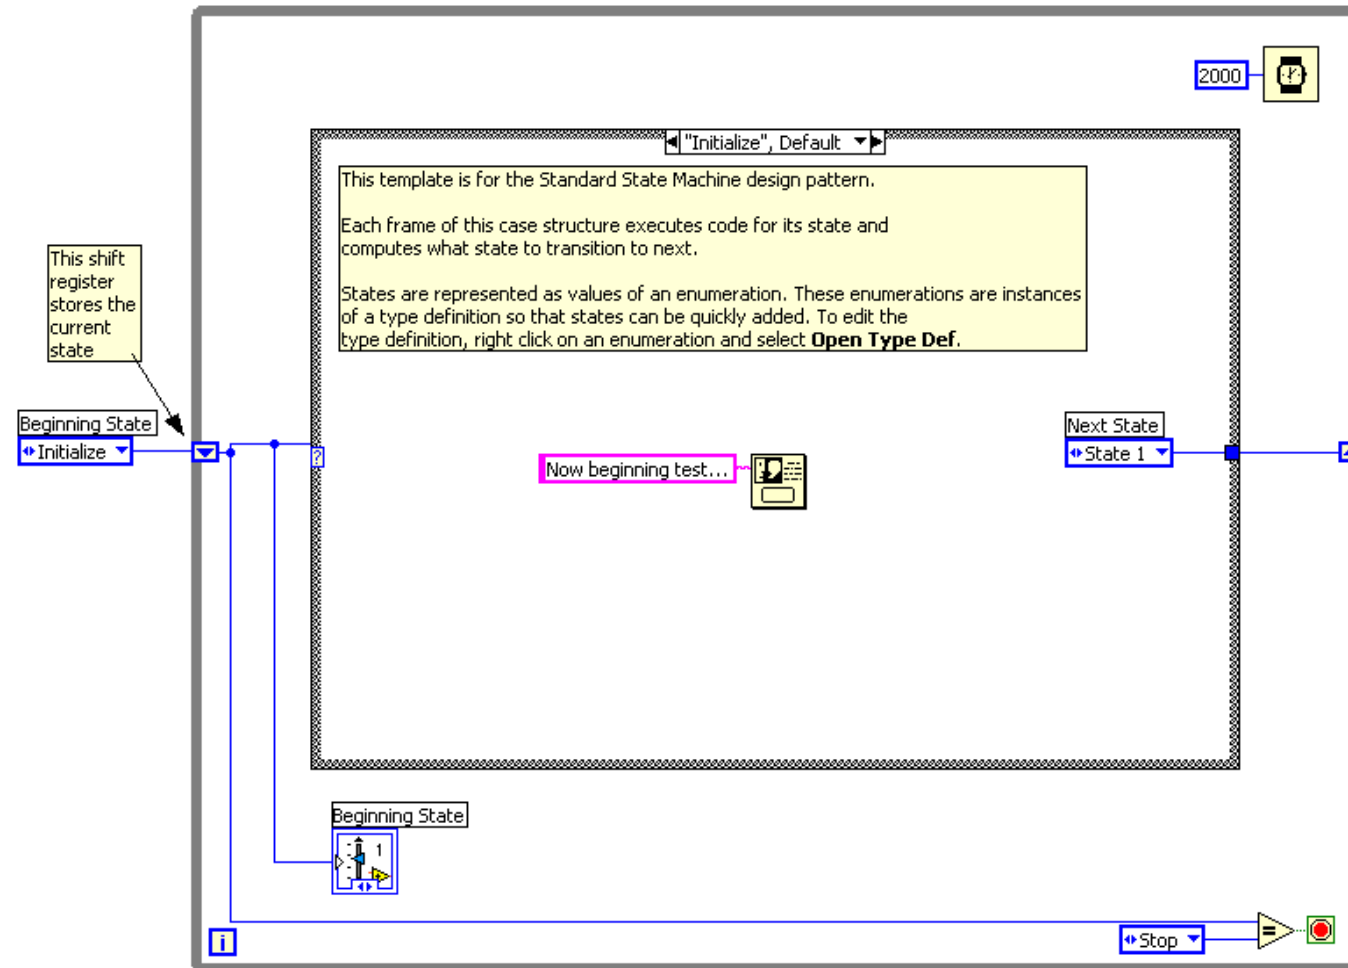 2000
"Initialize", Default
This template is for the Standard State Machine design pattern.
Each frame of this case structure executes code for its state and
computes what state to transition to next.
States are represented as values of an enumeration. These enumerations are instances
of a type definition so that states can be quickly added. To edit the
type definition, right click on an enumeration and select Open Type Def.
This shift
register
stores the
current
state
Beginning State
Initialize
?
Now beginning test...
Next State
State 1
Beginning State
1
i
Stop
=